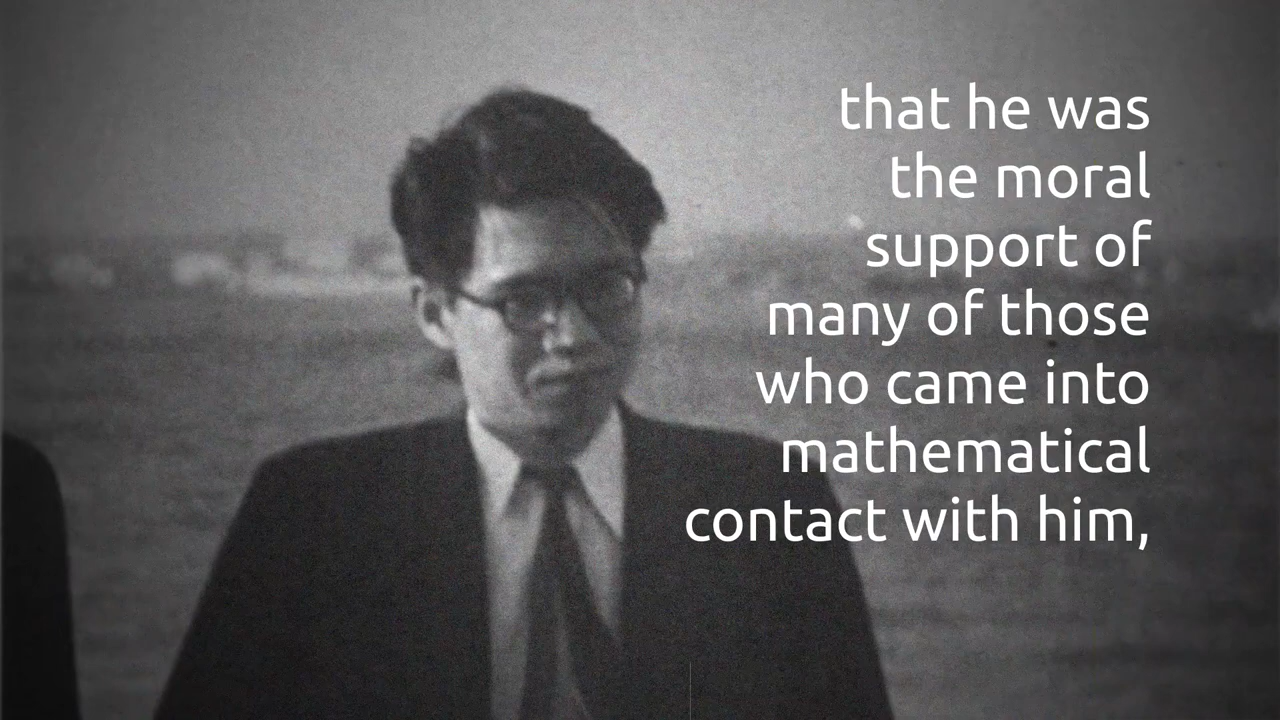 that he was
the moral
support of
many of those
who came into
mathematical
contact with him,